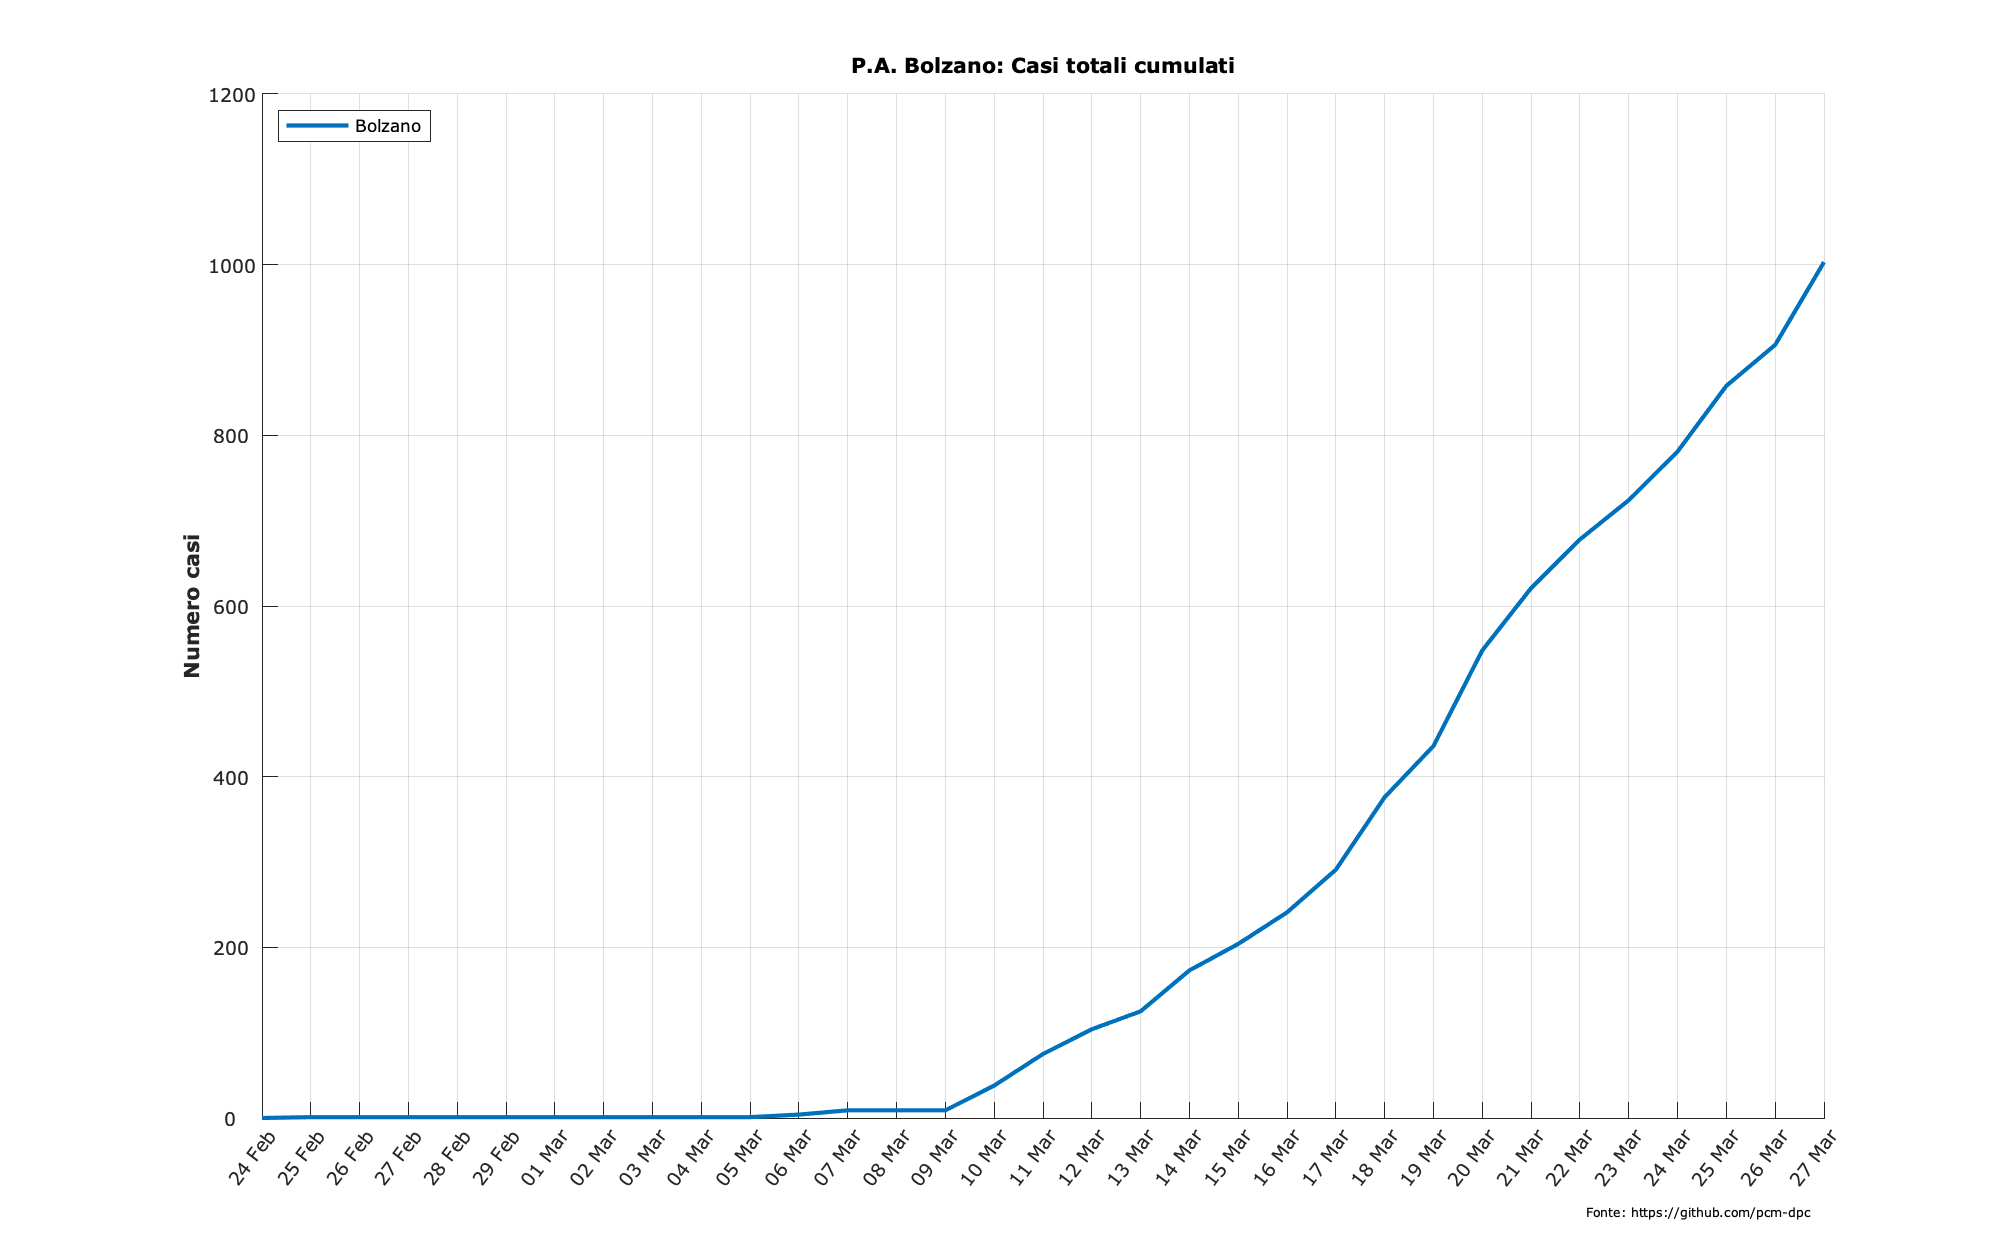 P.A. Bolzano: Casi totali cumulati
Bolzano
Numero casi
1200
1000
800
600
400
200
0
24 Feb
25 Feb
26 Feb
27 Feb
28 Feb
29 Feb
01 Mar
02 Mar
03 Mar
04 Mar
05 Mar
06 Mar
07 Mar
08 Mar
09 Mar
10 Mar
11 Mar
12 Mar
13 Mar
14 Mar
15 Mar
16 Mar
17 Mar
18 Mar
19 Mar
20 Mar
21 Mar
22 Mar
23 Mar
24 Mar
25 Mar
26 Mar
27 Mar
Fonte: https://github.com/pcm-dpc